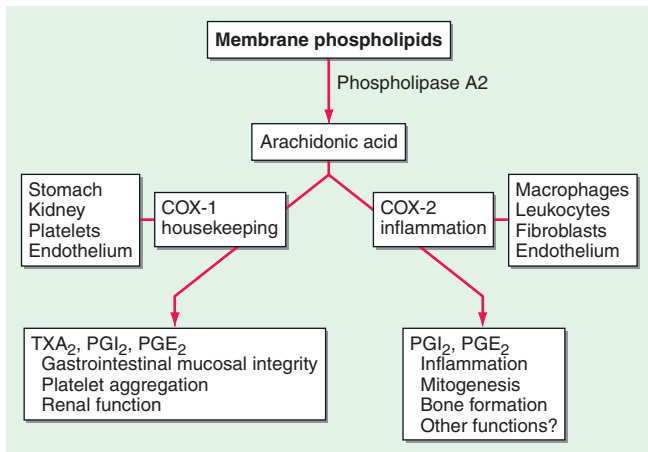 Membrane phospholipids
Phospholipase A2
Arachidonic acid
Stomach
Kidney
Platelets
Endothelium
COX-1
housekeeping
COX-2
inflammation
Macrophages
Leukocytes
Fibroblasts
Endothelium
TXA₂, PGI₂, PGE₂
Gastrointestinal mucosal integrity
Platelet aggregation
Renal function
PGI₂, PGE₂
Inflammation
Mitogenesis
Bone formation
Other functions?